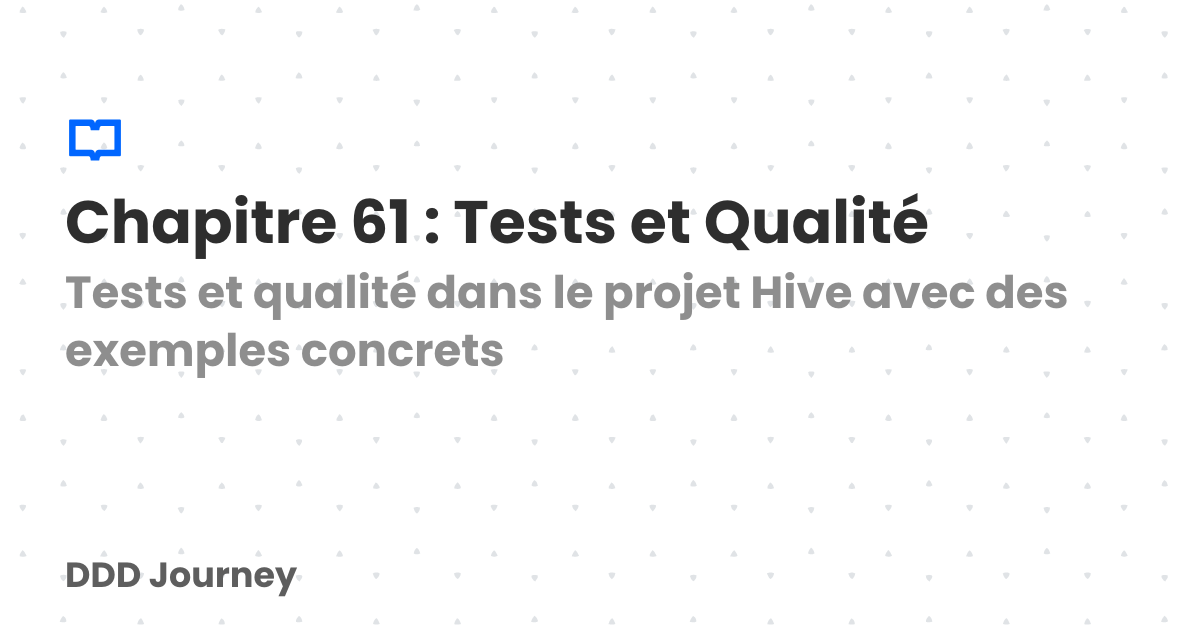 Chapitre 61 : Tests et Qualité
Tests et qualité dans le projet Hive avec des
exemples concrets
DDD Journey